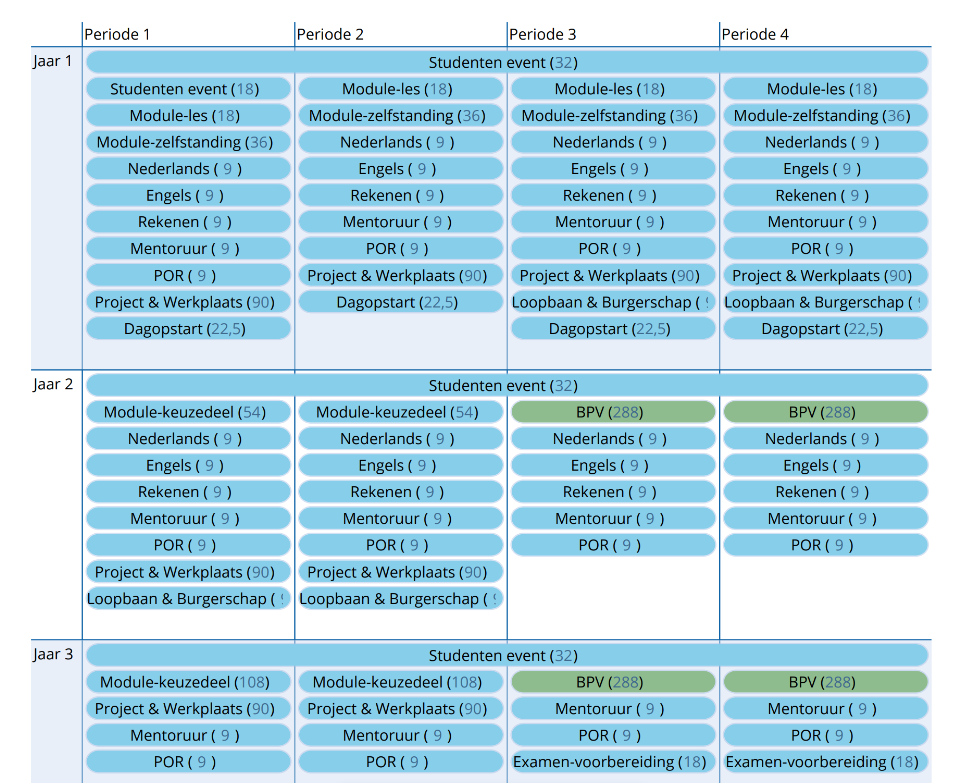 Periode 1 Periode 2 Periode 3 Periode 4
Jaar 1 Studenten event (32)
Studenten event (18) Module-les (18) Module-les (18) Module-les (18)
Module-les (18) Module-zelfstanding (36) Module-zelfstanding (36) Module-zelfstanding (36)
Module-zelfstanding (36) Nederlands ( 9 ) Nederlands ( 9 ) Nederlands ( 9 )
Nederlands ( 9 ) Engels ( 9 ) Engels ( 9 ) Engels ( 9 )
Engels ( 9 ) Rekenen ( 9 ) Rekenen ( 9 ) Rekenen ( 9 )
Rekenen ( 9 ) Mentoruur ( 9 ) Mentoruur ( 9 ) Mentoruur ( 9 )
Mentoruur ( 9 ) POR ( 9 ) POR ( 9 ) POR ( 9 )
POR ( 9 ) Project & Werkplaats (90) Project & Werkplaats (90) Project & Werkplaats (90)
Project & Werkplaats (90) Dagopstart (22,5) Loopbaan & Burgerschap ( Loopbaan & Burgerschap (
Dagopstart (22,5) Dagopstart (22,5) Dagopstart (22,5)
Jaar 2 Studenten event (32)
Module-keuzedeel (54) Module-keuzedeel (54) BPV (288) BPV (288)
Nederlands ( 9 ) Nederlands ( 9 ) Nederlands ( 9 ) Nederlands ( 9 )
Engels ( 9 ) Engels ( 9 ) Engels ( 9 ) Engels ( 9 )
Rekenen ( 9 ) Rekenen ( 9 ) Rekenen ( 9 ) Rekenen ( 9 )
Mentoruur ( 9 ) Mentoruur ( 9 ) Mentoruur ( 9 ) Mentoruur ( 9 )
POR ( 9 ) POR ( 9 ) POR ( 9 ) POR ( 9 )
Project & Werkplaats (90) Project & Werkplaats (90)
Loopbaan & Burgerschap ( Loopbaan & Burgerschap (
Jaar 3 Studenten event (32)
Module-keuzedeel (108) Module-keuzedeel (108) BPV (288) BPV (288)
Project & Werkplaats (90) Project & Werkplaats (90) Mentoruur ( 9 ) Mentoruur ( 9 )
Mentoruur ( 9 ) Mentoruur ( 9 ) POR ( 9 ) POR ( 9 )
POR ( 9 ) POR ( 9 ) Examen-voorbereiding (18) Examen-voorbereiding (18)